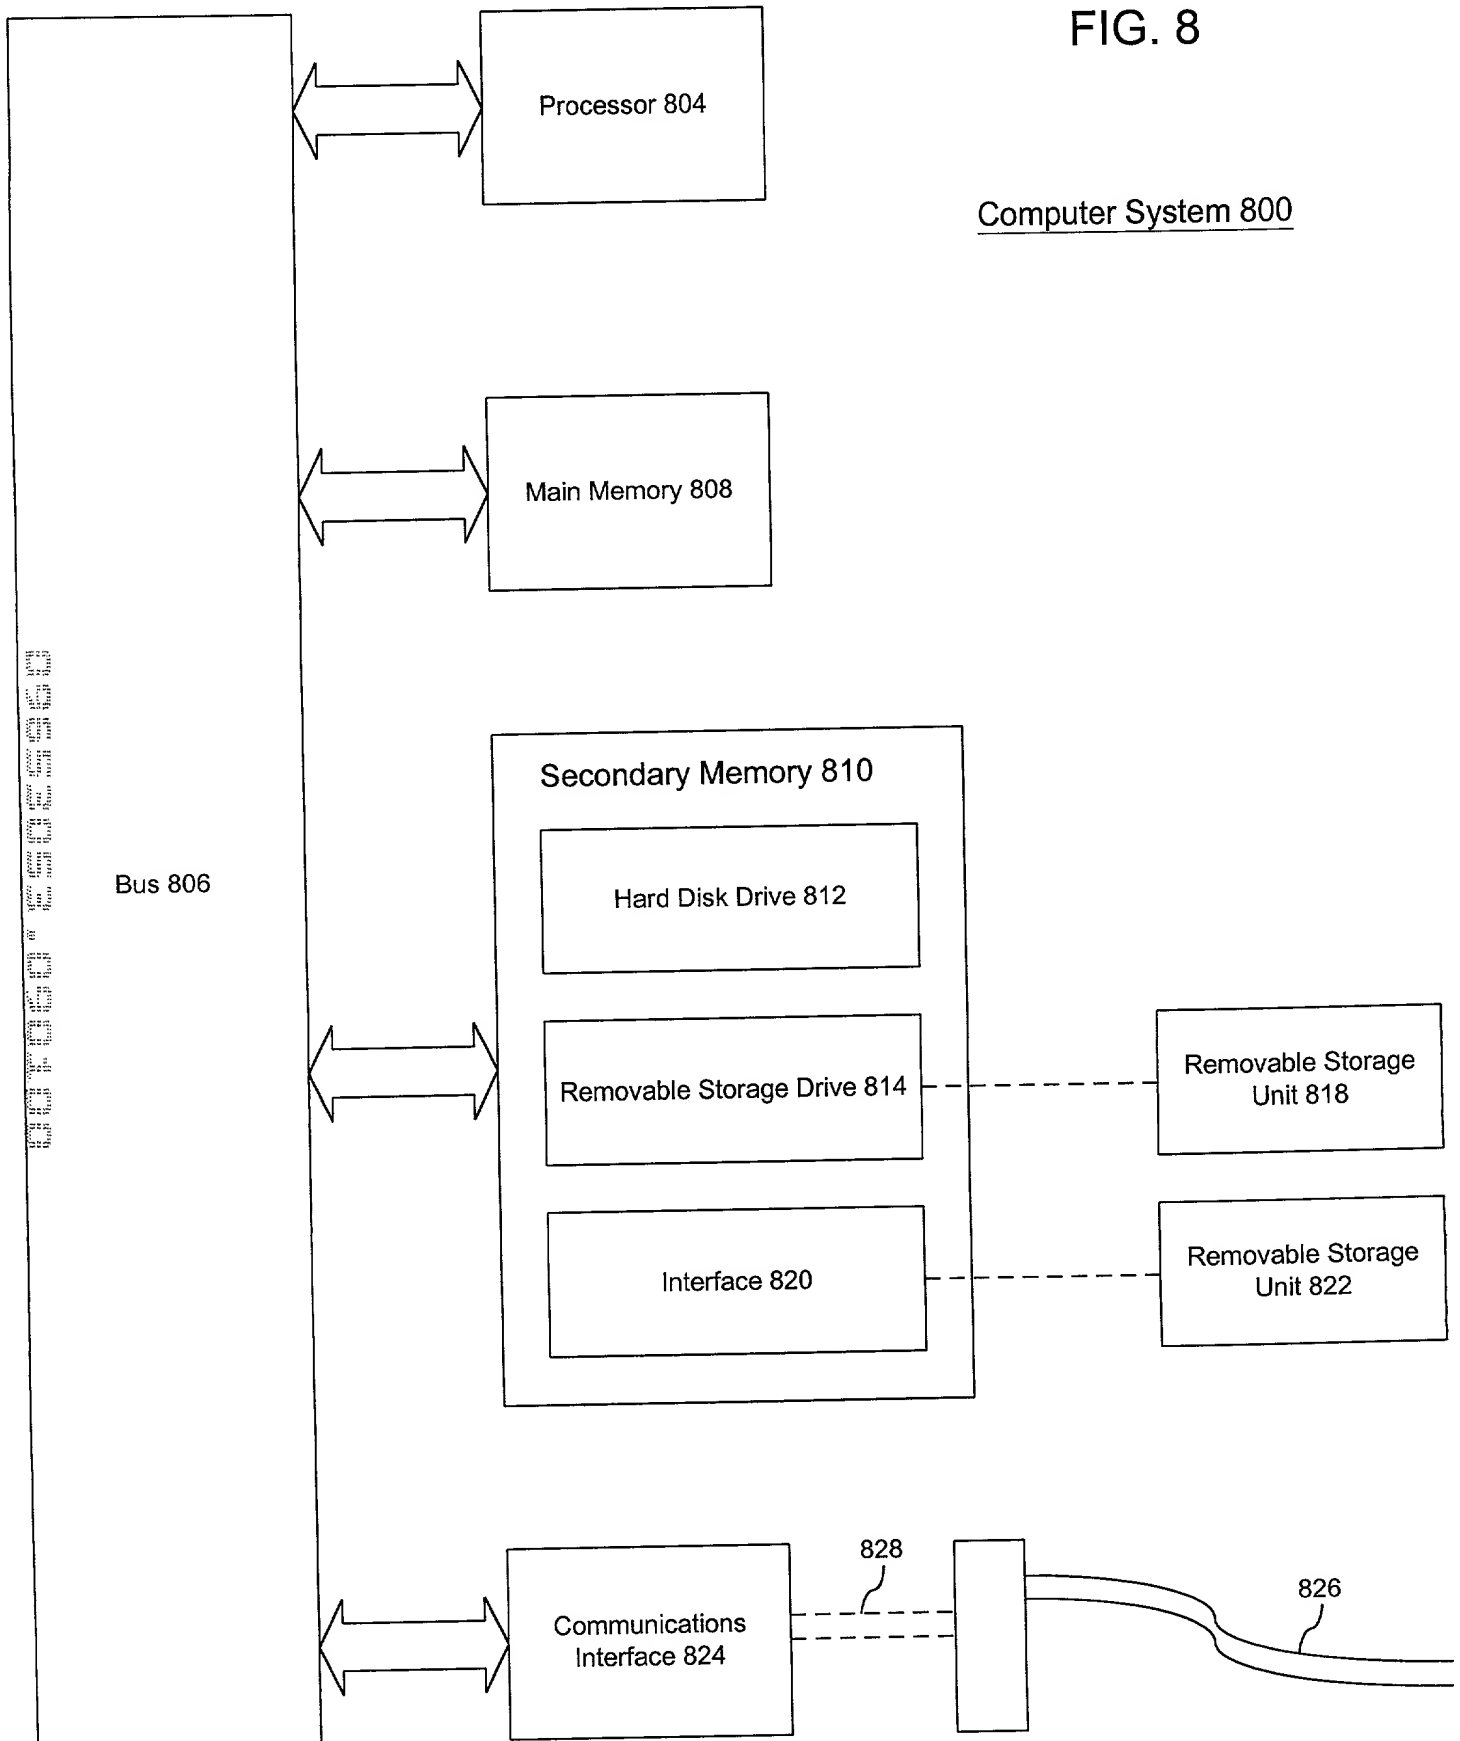 FIG. 8
Processor 804
Computer System 800
Main Memory 808
Secondary Memory 810
Hard Disk Drive 812
Bus 806
Removable Storage Drive 814
Removable Storage
Unit 818
Interface 820
Removable Storage
Unit 822
828
826
Communications
Interface 824
09653053.090100